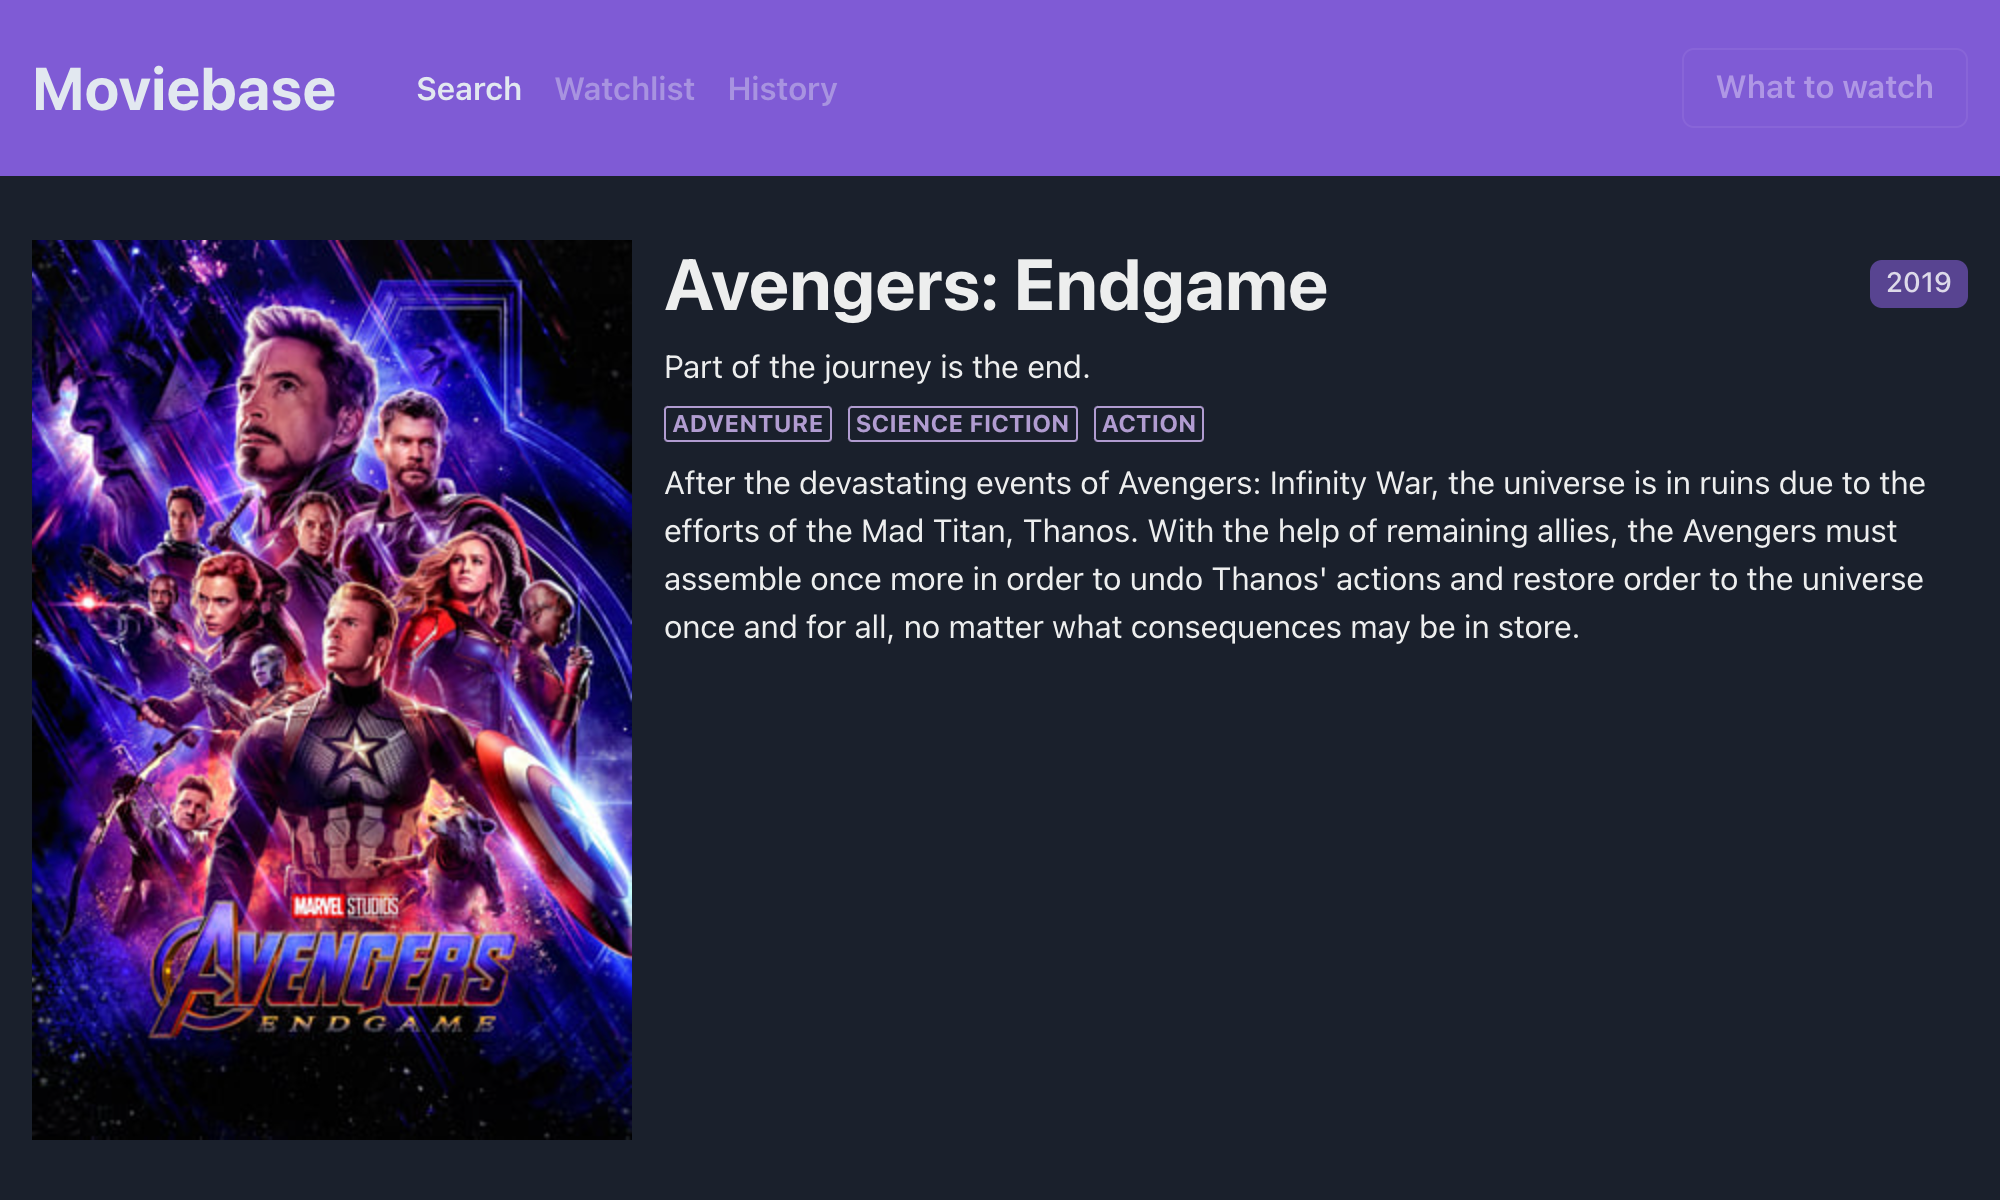 Moviebase
Search Watchlist History
What to watch
Avengers: Endgame
2019
Part of the journey is the end.
ADVENTURE SCIENCE FICTION ACTION
After the devastating events of Avengers: Infinity War, the universe is in ruins due to the
efforts of the Mad Titan, Thanos. With the help of remaining allies, the Avengers must
assemble once more in order to undo Thanos' actions and restore order to the universe
once and for all, no matter what consequences may be in store.
MARVEL STUDIOS
AVENGERS
ENDGAME